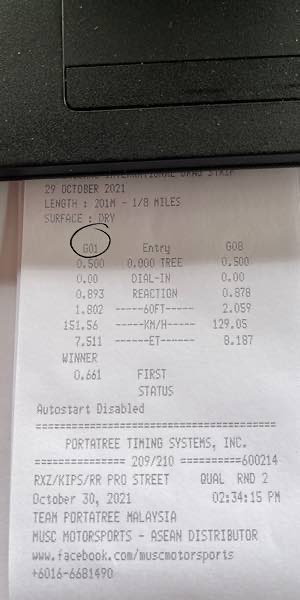 INTERNATIONAL DRAG STRIP
29 OCTOBER 2021
LENGTH : 201M - 1/8 MILES
SURFACE : DRY
G01 Entry G08
0.500 0.000 TREE 0.500
0.00 DIAL-IN 0.00
0.893 REACTION 0.878
1.802 -----60FT----- 2.059
151.56 -----KM/H----- 129.05
7.511 ------ET------ 8.187
WINNER
0.661 FIRST
STATUS
Autostart Disabled
========================================
PORTATREE TIMING SYSTEMS, INC.
=============== 209/210 ==========600214
RXZ/KIPS/RR PRO STREET QUAL RND 2
October 30, 2021 02:34:15 PM
TEAM PORTATREE MALAYSIA
MUSC MOTORSPORTS - ASEAN DISTRIBUTOR
www.facebook.com/muscmotorsports
+6016-6681490